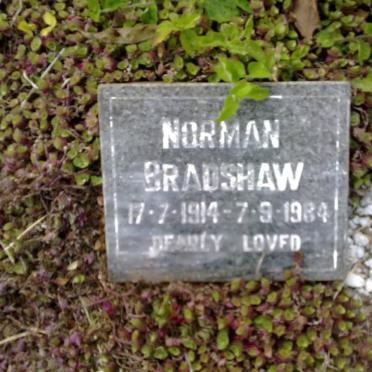 NORMAN
BRADSHAW
17-7-1914-7-9-1984
DEARLY LOVED